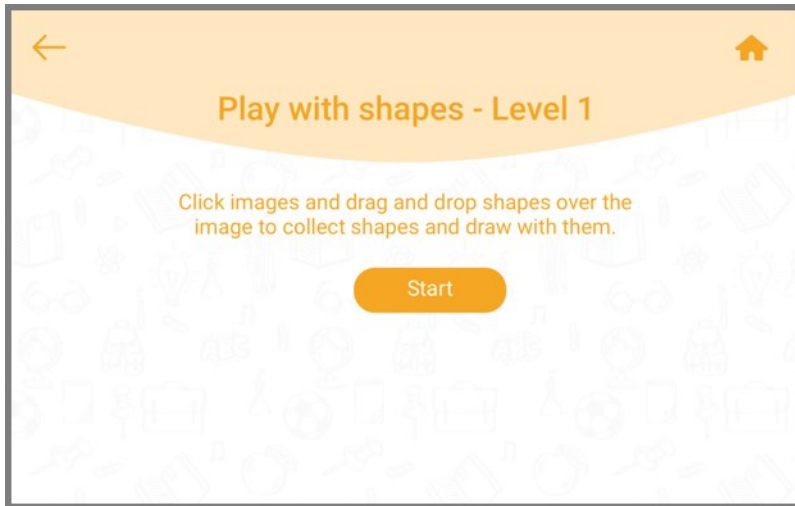 Play with shapes - Level 1
Click images and drag and drop shapes over the
image to collect shapes and draw with them.
Start